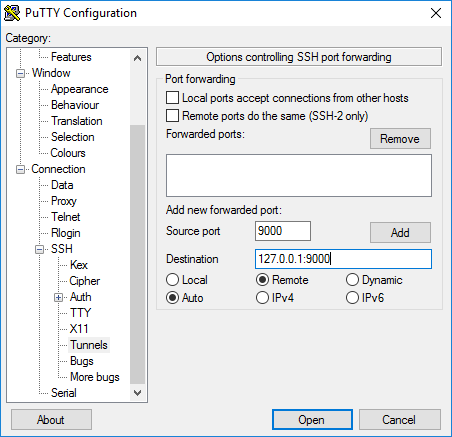 PuTTY Configuration
Category:
Features
Window
Appearance
Behaviour
Translation
Selection
Colours
Connection
Data
Proxy
Telnet
Rlogin
SSH
Kex
Cipher
Auth
TTY
X11
Tunnels
Bugs
More bugs
Serial
Options controlling SSH port forwarding
Port forwarding
Local ports accept connections from other hosts
Remote ports do the same (SSH-2 only)
Forwarded ports:
Remove
Add new forwarded port:
Source port 9000 Add
Destination 127.0.0.1:9000
Local Remote Dynamic
Auto IPv4 IPv6
About Open Cancel